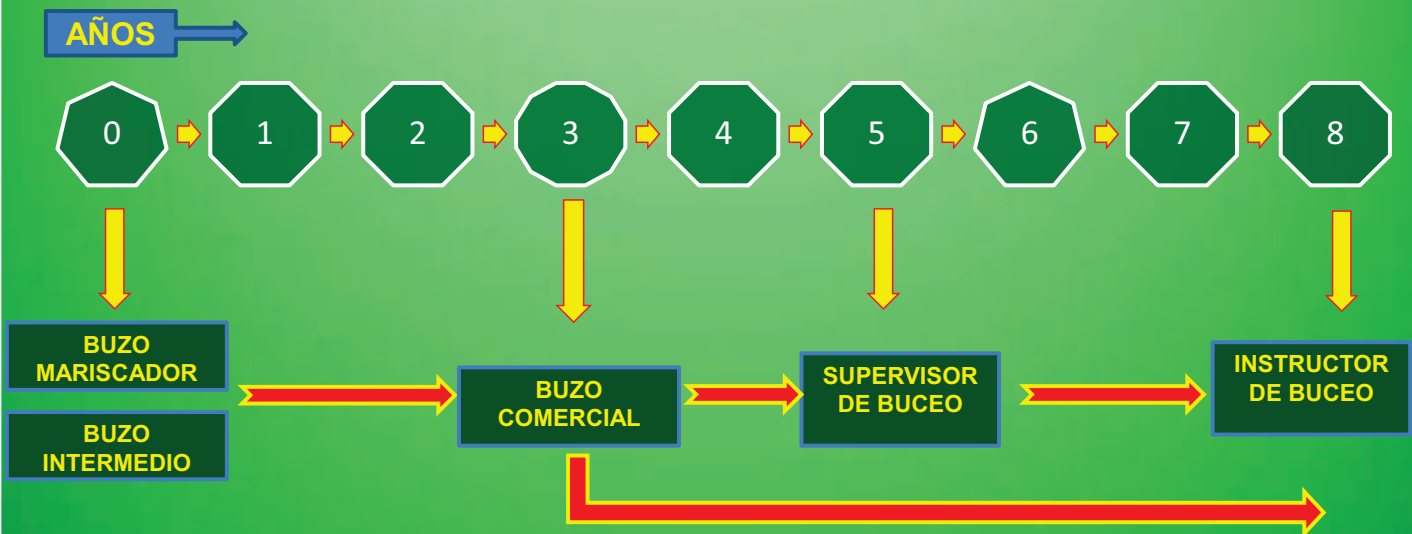 AÑOS
0
1
2
3
4
5
6
7
8
BUZO
MARISCADOR
BUZO
INTERMEDIO
BUZO
COMERCIAL
SUPERVISOR
DE BUCEO
INSTRUCTOR
DE BUCEO